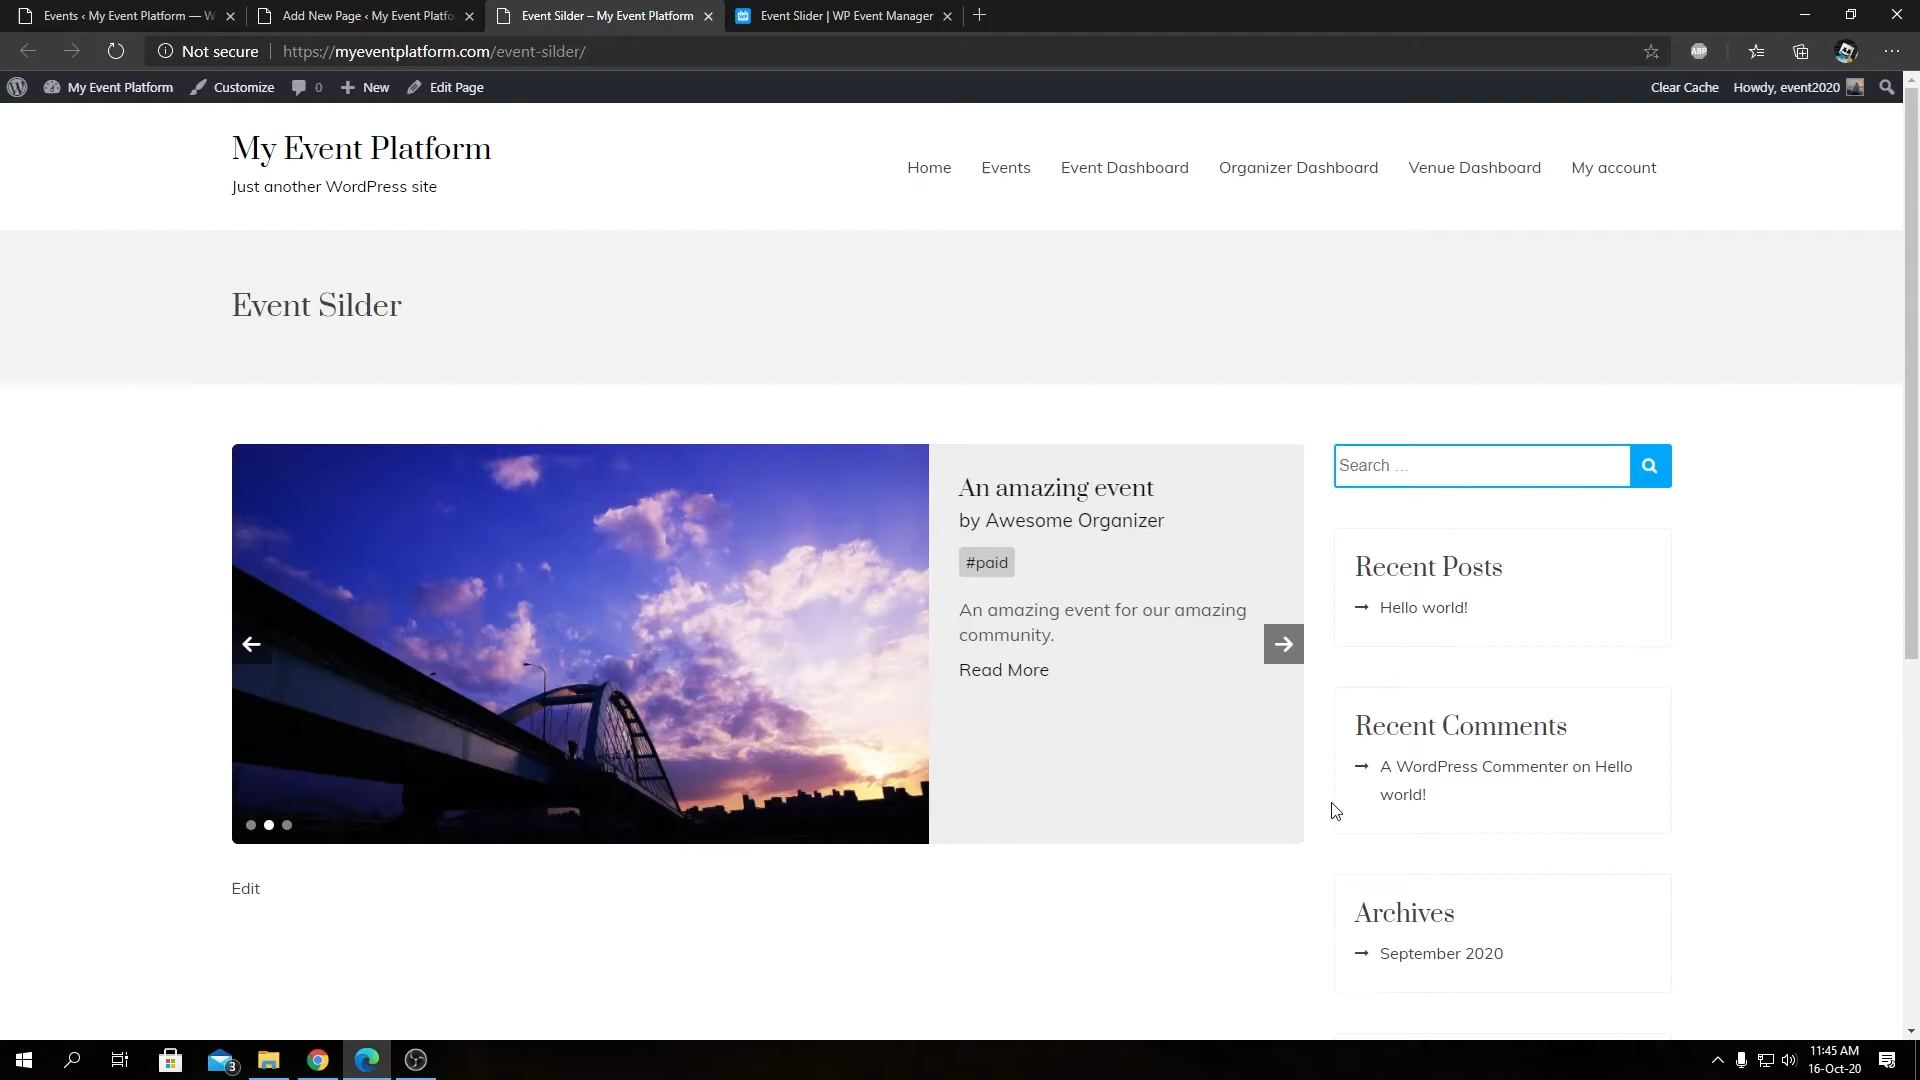 Events ‹ My Event Platform — W
Add New Page ‹ My Event Platfo
Event Silder – My Event Platform
Event Slider | WP Event Manager
Not secure
https://myeventplatform.com/event-silder/
ABP
My Event Platform
Customize
0
New
Edit Page
Clear Cache
Howdy, event2020
My Event Platform
Just another WordPress site
Home
Events
Event Dashboard
Organizer Dashboard
Venue Dashboard
My account
Event Silder
An amazing event
by Awesome Organizer
#paid
An amazing event for our amazing
community.
Read More
Edit
Search …
Recent Posts
Hello world!
Recent Comments
A WordPress Commenter on Hello
world!
Archives
September 2020
3
11:45 AM
16-Oct-20